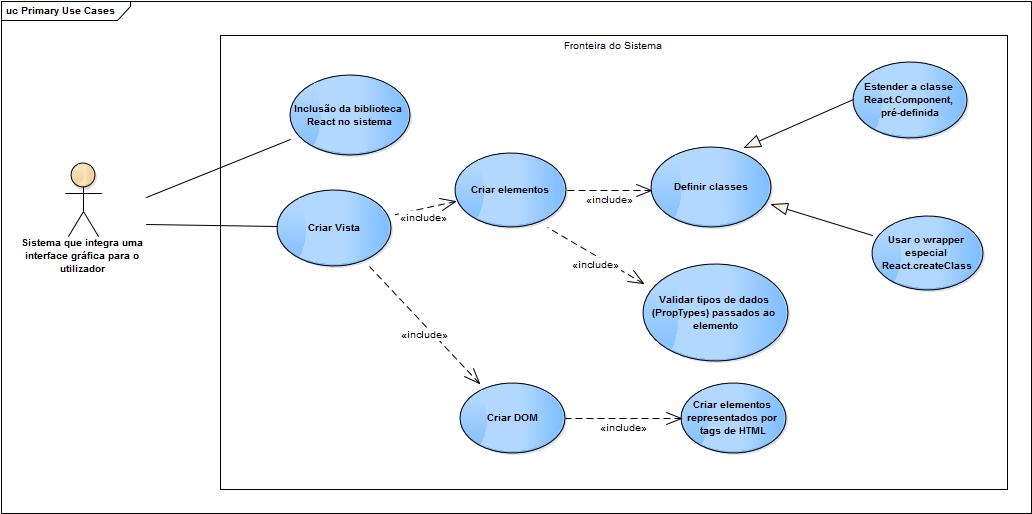 uc Primary Use Cases
Fronteira do Sistema
Inclusão da biblioteca
React no sistema
Estender a classe
React.Component,
pré-definida
Criar elementos
Definir classes
«include»
«include»
Criar Vista
Sistema que integra uma
interface gráfica para o
utilizador
Usar o wrapper
especial
React.createClass
«include»
Validar tipos de dados
(PropTypes) passados ao
elemento
«include»
Criar DOM
«include»
Criar elementos
representados por
tags de HTML